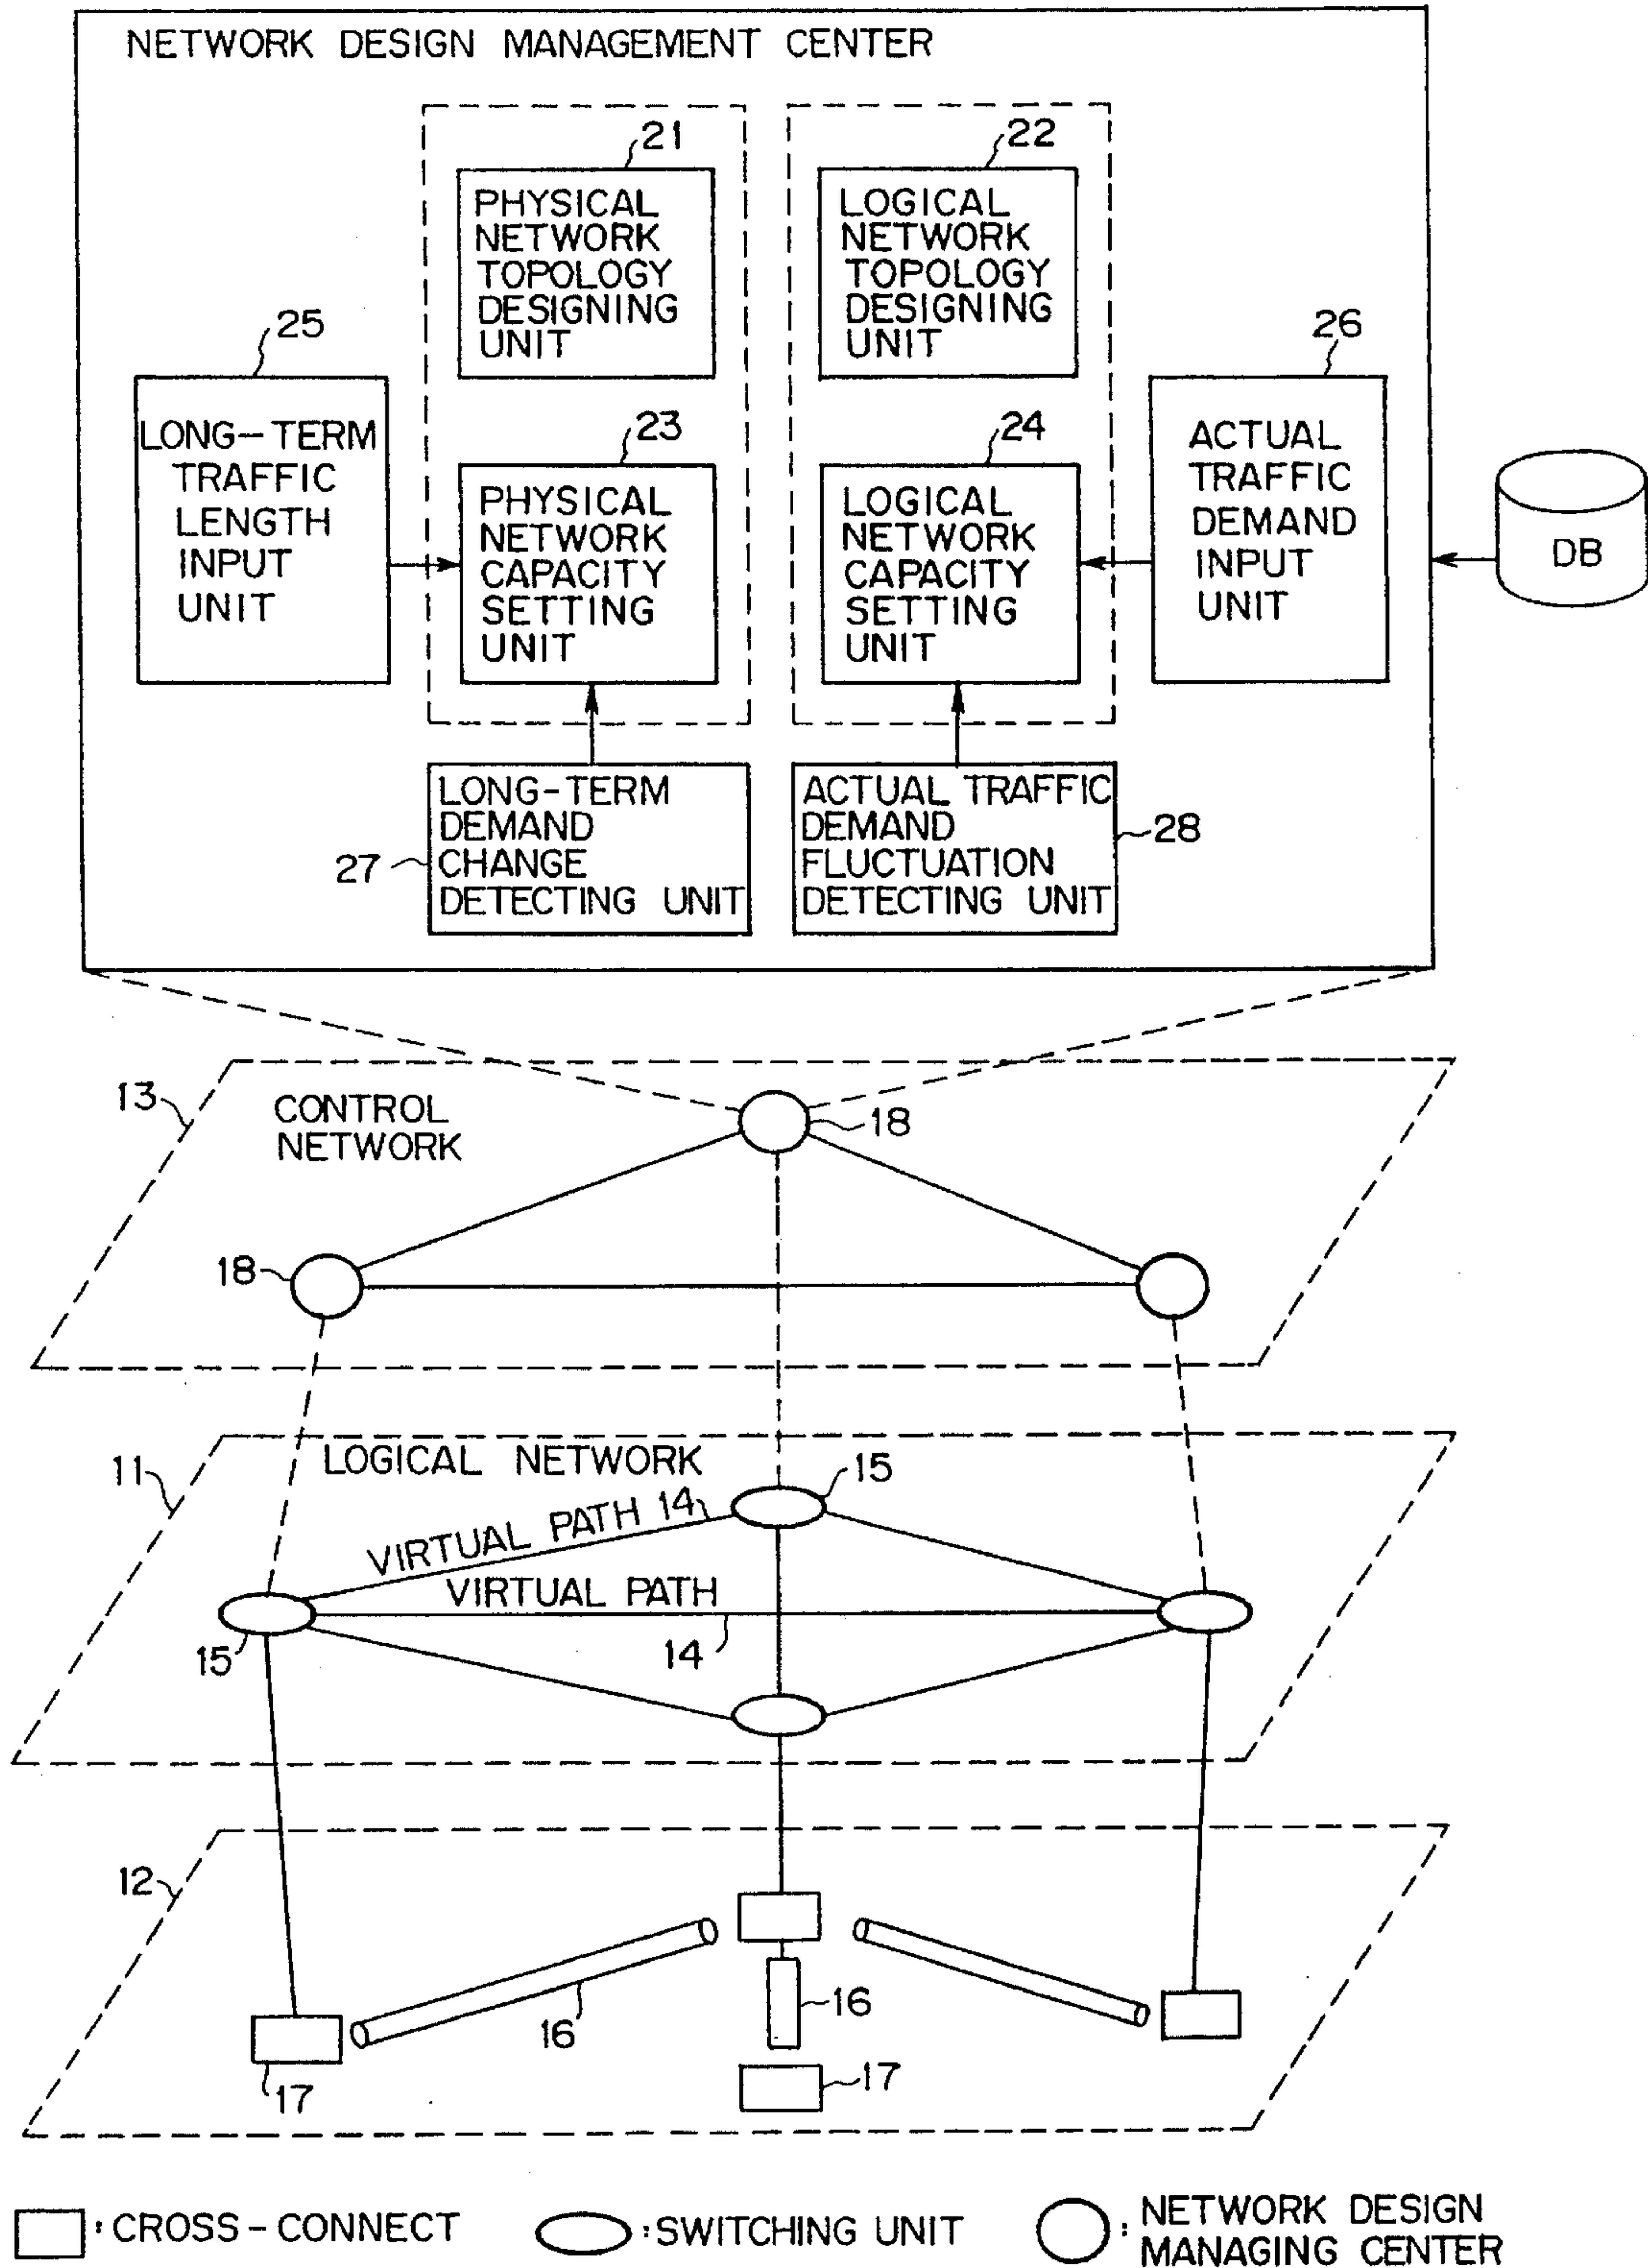 NETWORK DESIGN MANAGEMENT CENTER
21
PHYSICAL
NETWORK
TOPOLOGY
DESIGNING
UNIT
22
LOGICAL
NETWORK
TOPOLOGY
DESIGNING
UNIT
25
LONG-TERM
TRAFFIC
LENGTH
INPUT
UNIT
23
PHYSICAL
NETWORK
CAPACITY
SETTING
UNIT
24
LOGICAL
NETWORK
CAPACITY
SETTING
UNIT
26
ACTUAL
TRAFFIC
DEMAND
INPUT
UNIT
DB
27
LONG-TERM
DEMAND
CHANGE
DETECTING UNIT
ACTUAL TRAFFIC
DEMAND
FLUCTUATION
DETECTING UNIT
28
13
CONTROL
NETWORK
18
18
11
LOGICAL NETWORK
15
VIRTUAL PATH 14
VIRTUAL PATH
14
15
12
16
16
17
17
: CROSS-CONNECT
: SWITCHING UNIT
: NETWORK DESIGN
MANAGING CENTER